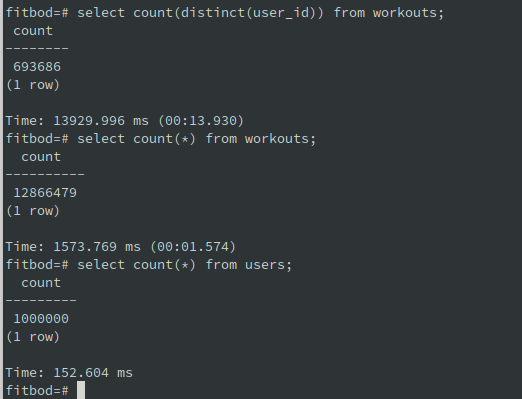 fitbod=# select count(distinct(user_id)) from workouts;
count
--------
693686
(1 row)
Time: 13929.996 ms (00:13.930)
fitbod=# select count(*) from workouts;
count
----------
12866479
(1 row)
Time: 1573.769 ms (00:01.574)
fitbod=# select count(*) from users;
count
---------
1000000
(1 row)
Time: 152.604 ms
fitbod=#